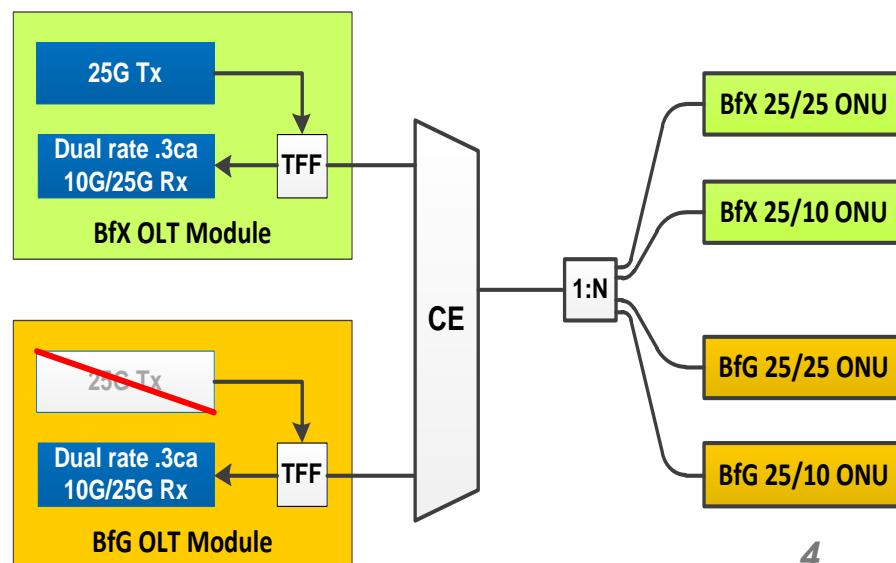 25G Tx
Dual rate .3ca
10G/25G Rx
TFF
BfX OLT Module
25G Tx
Dual rate .3ca
10G/25G Rx
TFF
BfG OLT Module
CE
1:N
BfX 25/25 ONU
BfX 25/10 ONU
BfG 25/25 ONU
BfG 25/10 ONU
4